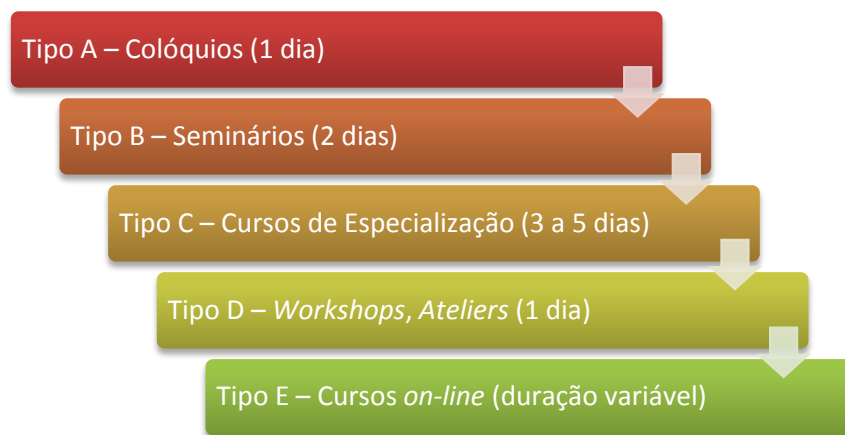 Tipo A – Colóquios (1 dia)
Tipo B – Seminários (2 dias)
Tipo C – Cursos de Especialização (3 a 5 dias)
Tipo D – Workshops, Ateliers (1 dia)
Tipo E – Cursos on-line (duração variável)